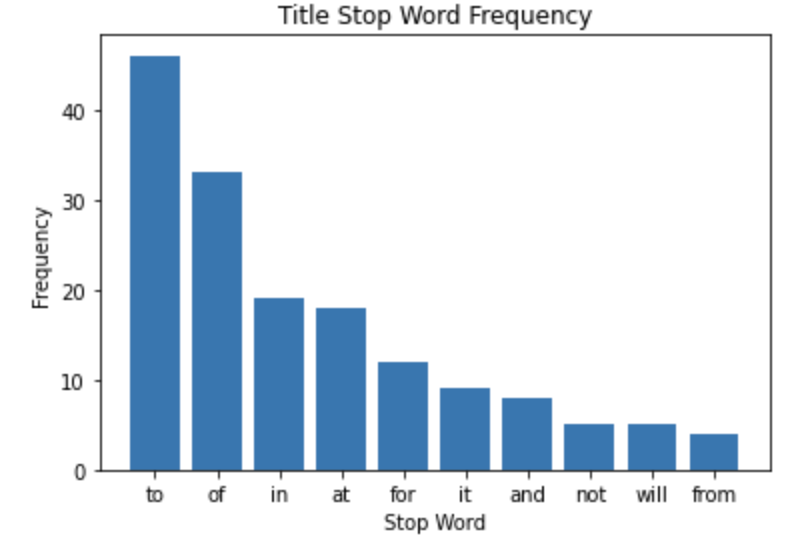 Title Stop Word Frequency
Frequency
40
30
20
10
0
to of in at for it and not will from
Stop Word